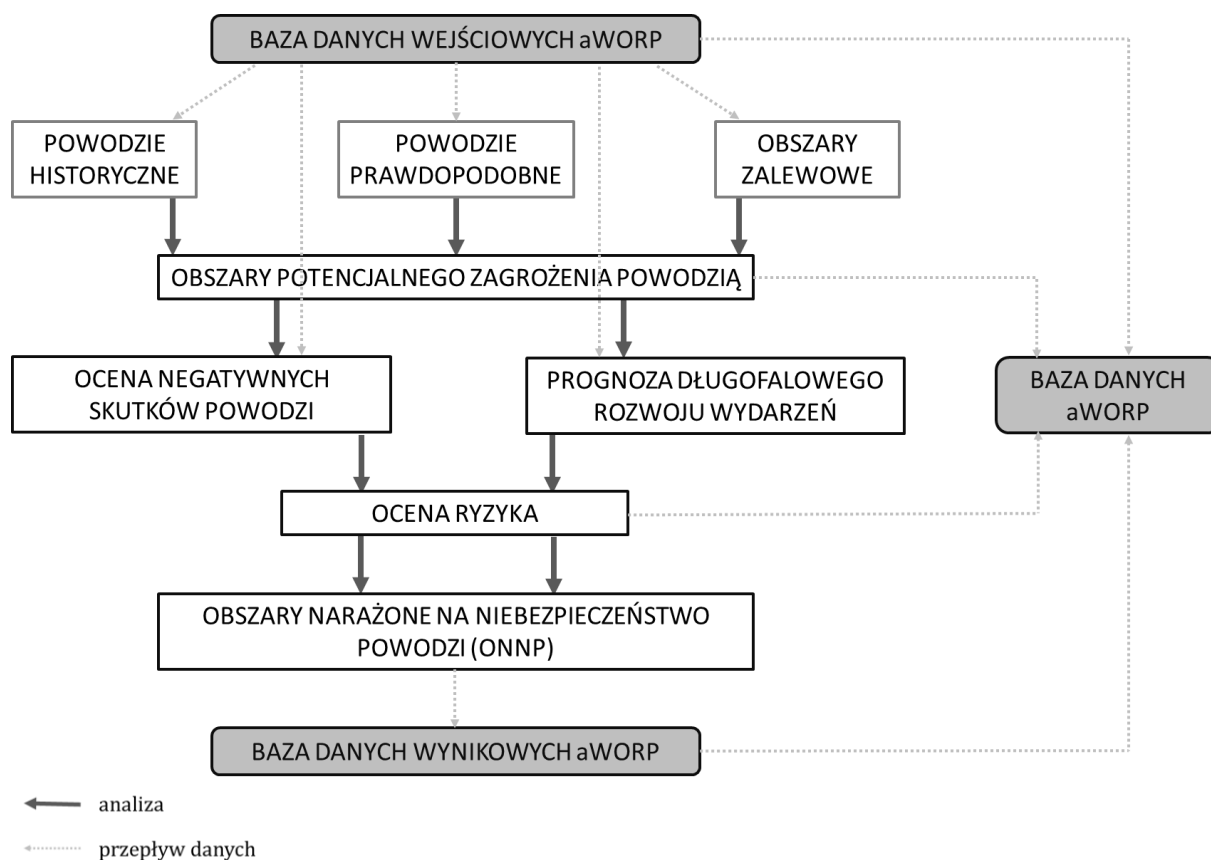 BAZA DANYCH WEJŚCIOWYCH aWORP
POWODZIE
HISTORYCZNE
POWODZIE
PRAWDOPODOBNE
OBSZARY
ZALEWOWE
OBSZARY POTENCJALNEGO ZAGROŻENIA POWODZIĄ
OCENA NEGATYWNYCH
SKUTKÓW POWODZI
PROGNOZA DŁUGOFALOWEGO
ROZWOJU WYDARZEŃ
BAZA DANYCH
aWORP
OCENA RYZYKA
OBSZARY NARAŻONE NA NIEBEZPIECZEŃSTWO
POWODZI (ONNP)
BAZA DANYCH WYNIKOWYCH aWORP
analiza
przepływ danych